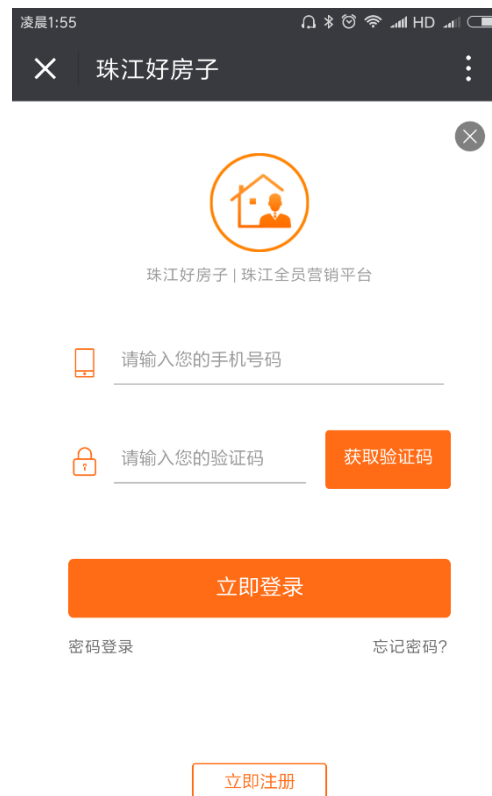 凌晨1:55 HD
珠江好房子
珠江好房子 | 珠江全员营销平台
请输入您的手机号码
请输入您的验证码 获取验证码
立即登录
密码登录 忘记密码?
立即注册